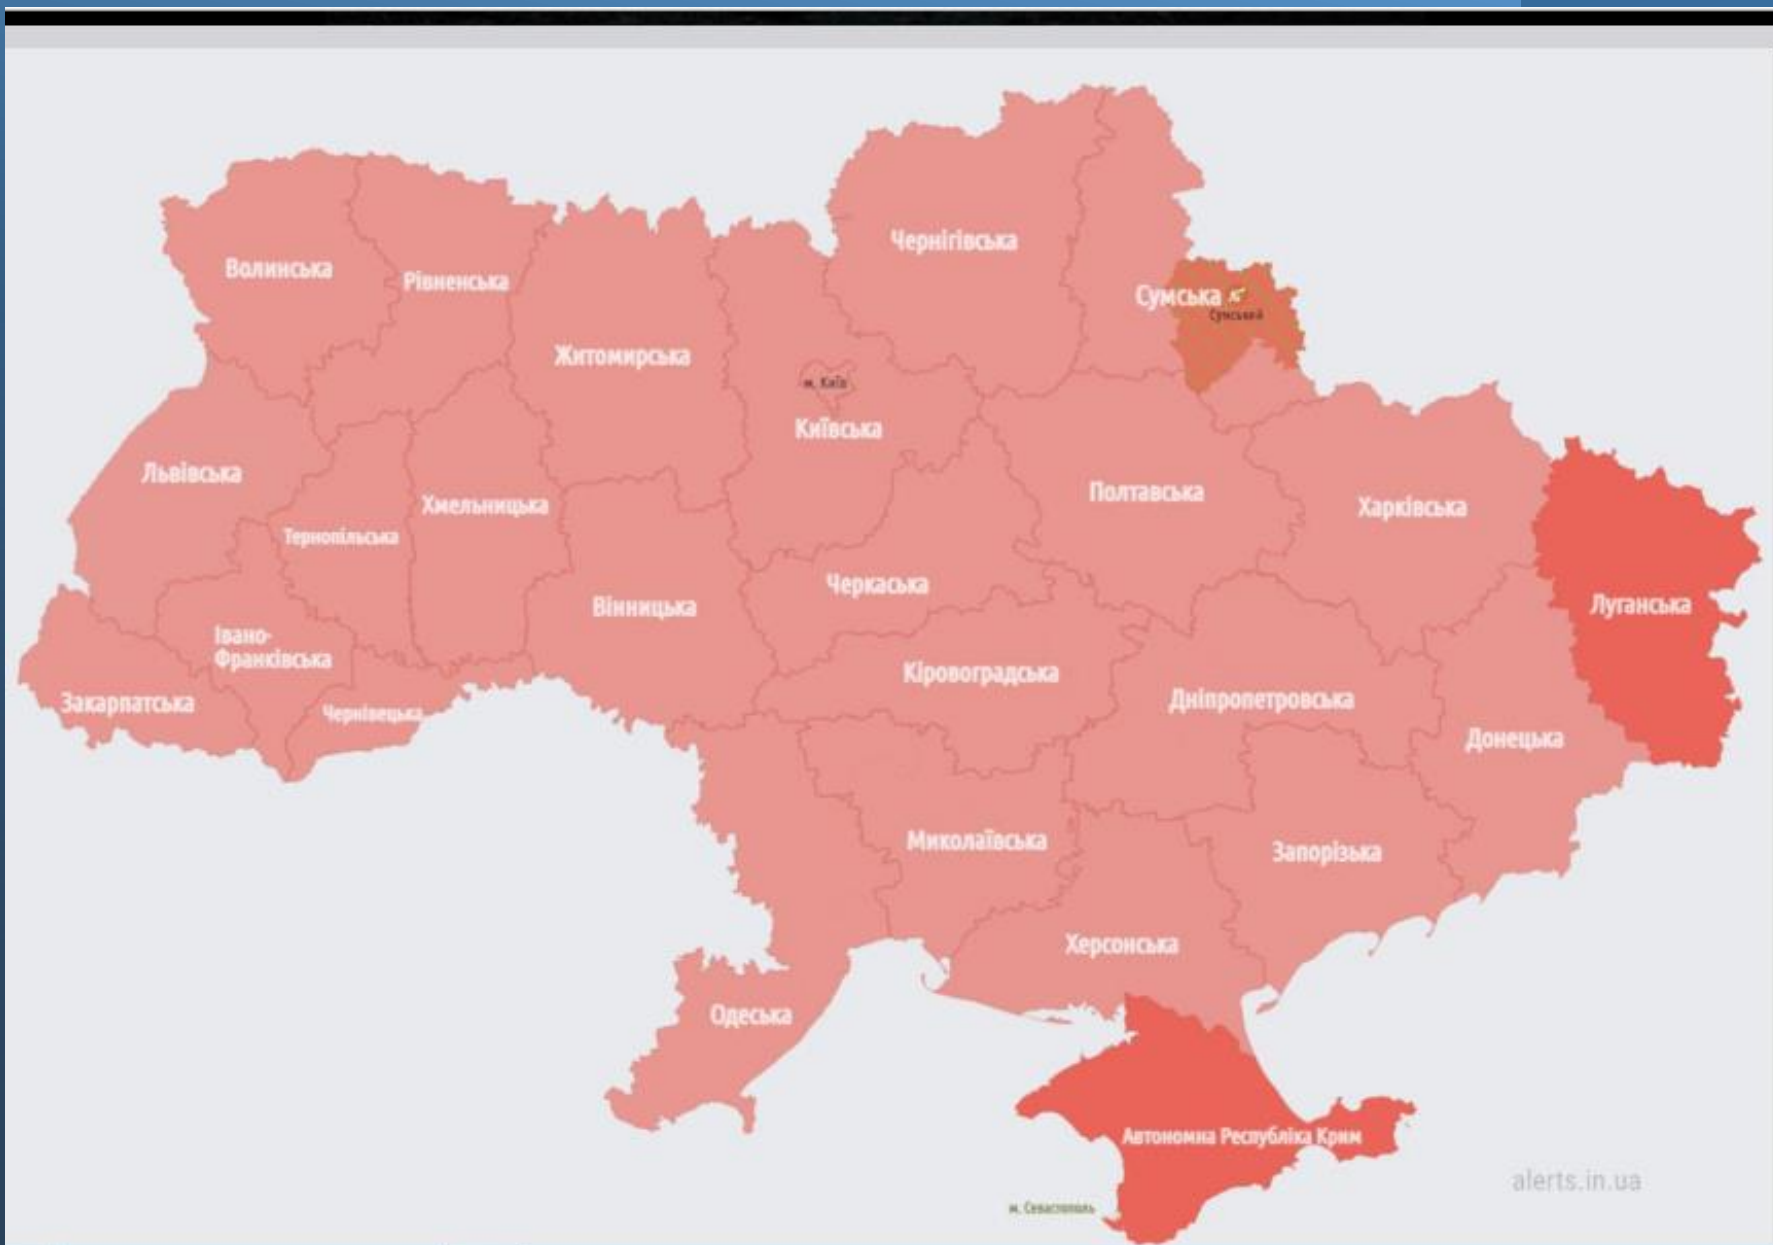 Чернігівська
Волинська
Рівненська
Сумська
Сумський
Житомирська
м. Київ
Київська
Львівська
Полтавська
Хмельницька
Харківська
Тернопільська
Черкаська
Вінницька
Луганська
Івано-
Франківська
Кіровоградська
Закарпатська
Дніпропетровська
Чернівецька
Донецька
Миколаївська
Запорізька
Херсонська
Одеська
Автономна Республіка Крим
alerts.in.ua
м. Севастополь